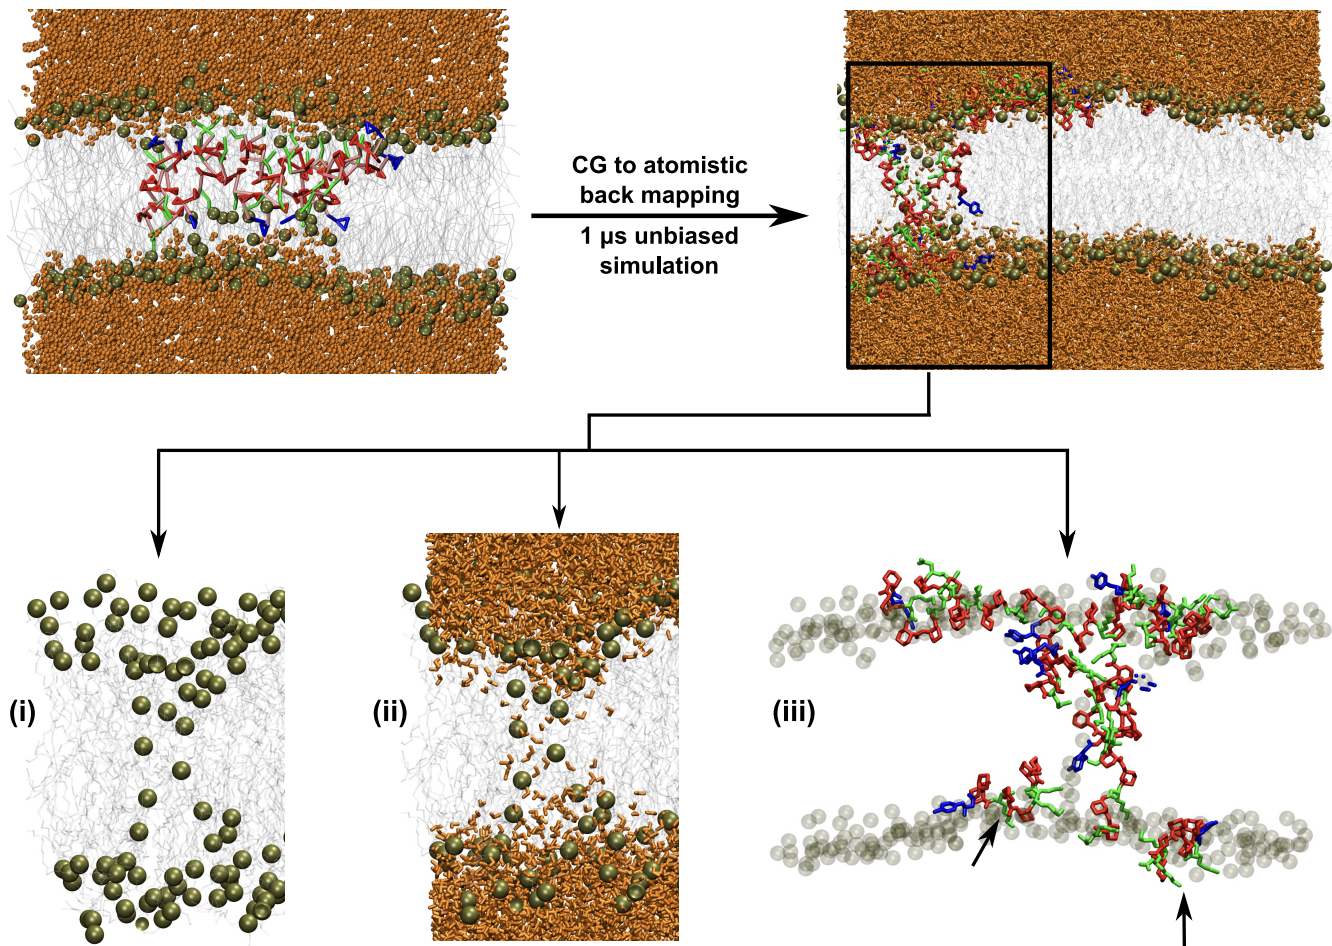 CG to atomistic
back mapping
1 µs unbiased
simulation
(i)
(ii)
(iii)